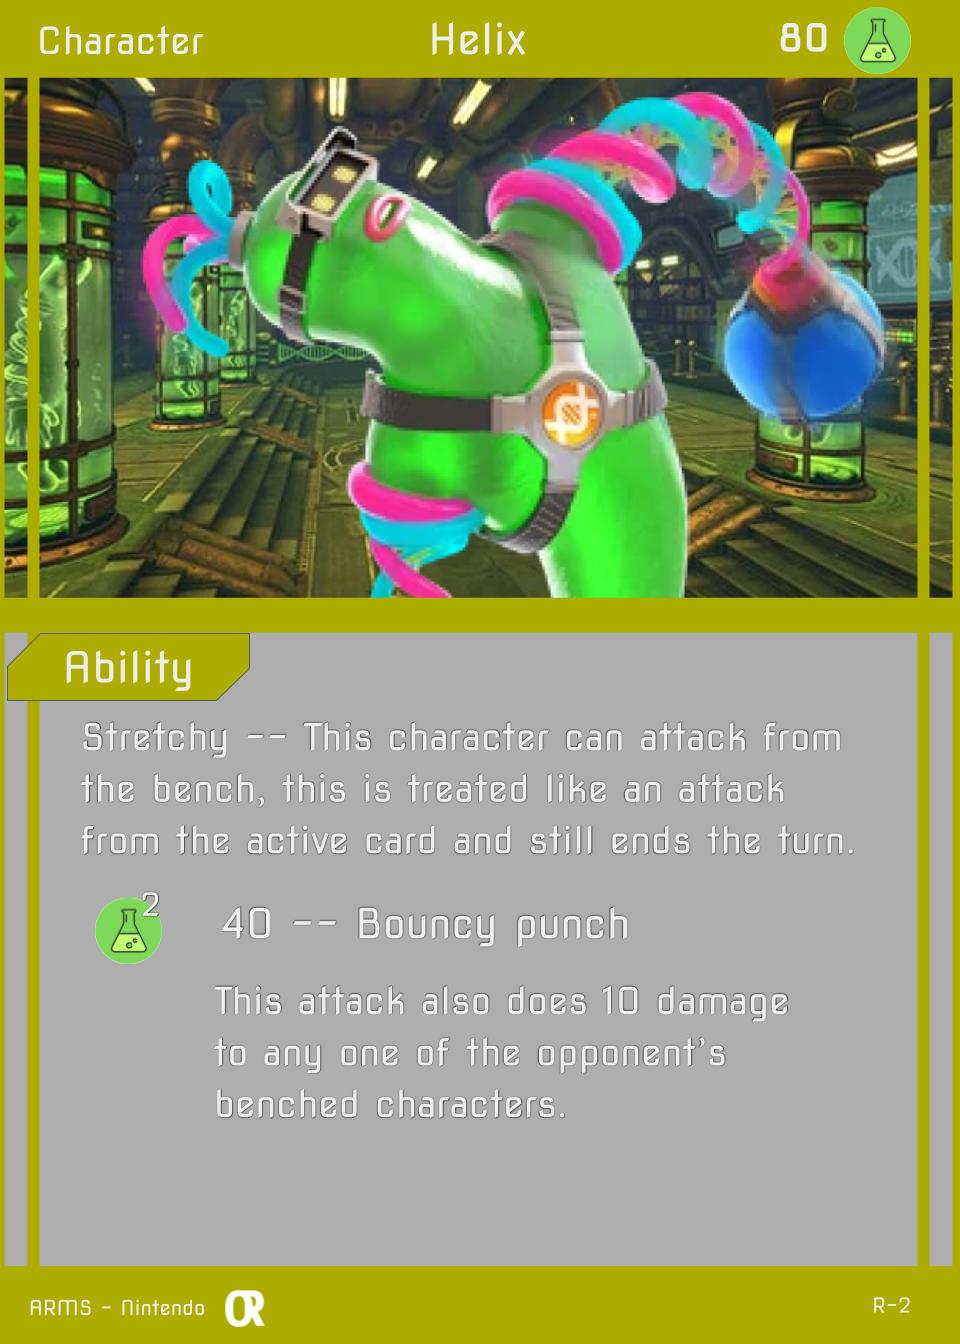 Character
Helix
80
Ability
Stretchy -- This character can attack from
the bench, this is treated like an attack
from the active card and still ends the turn.
2
40 -- Bouncy punch
This attack also does 10 damage
to any one of the opponent's
benched characters.
ARMS - Nintendo
OR
R-2